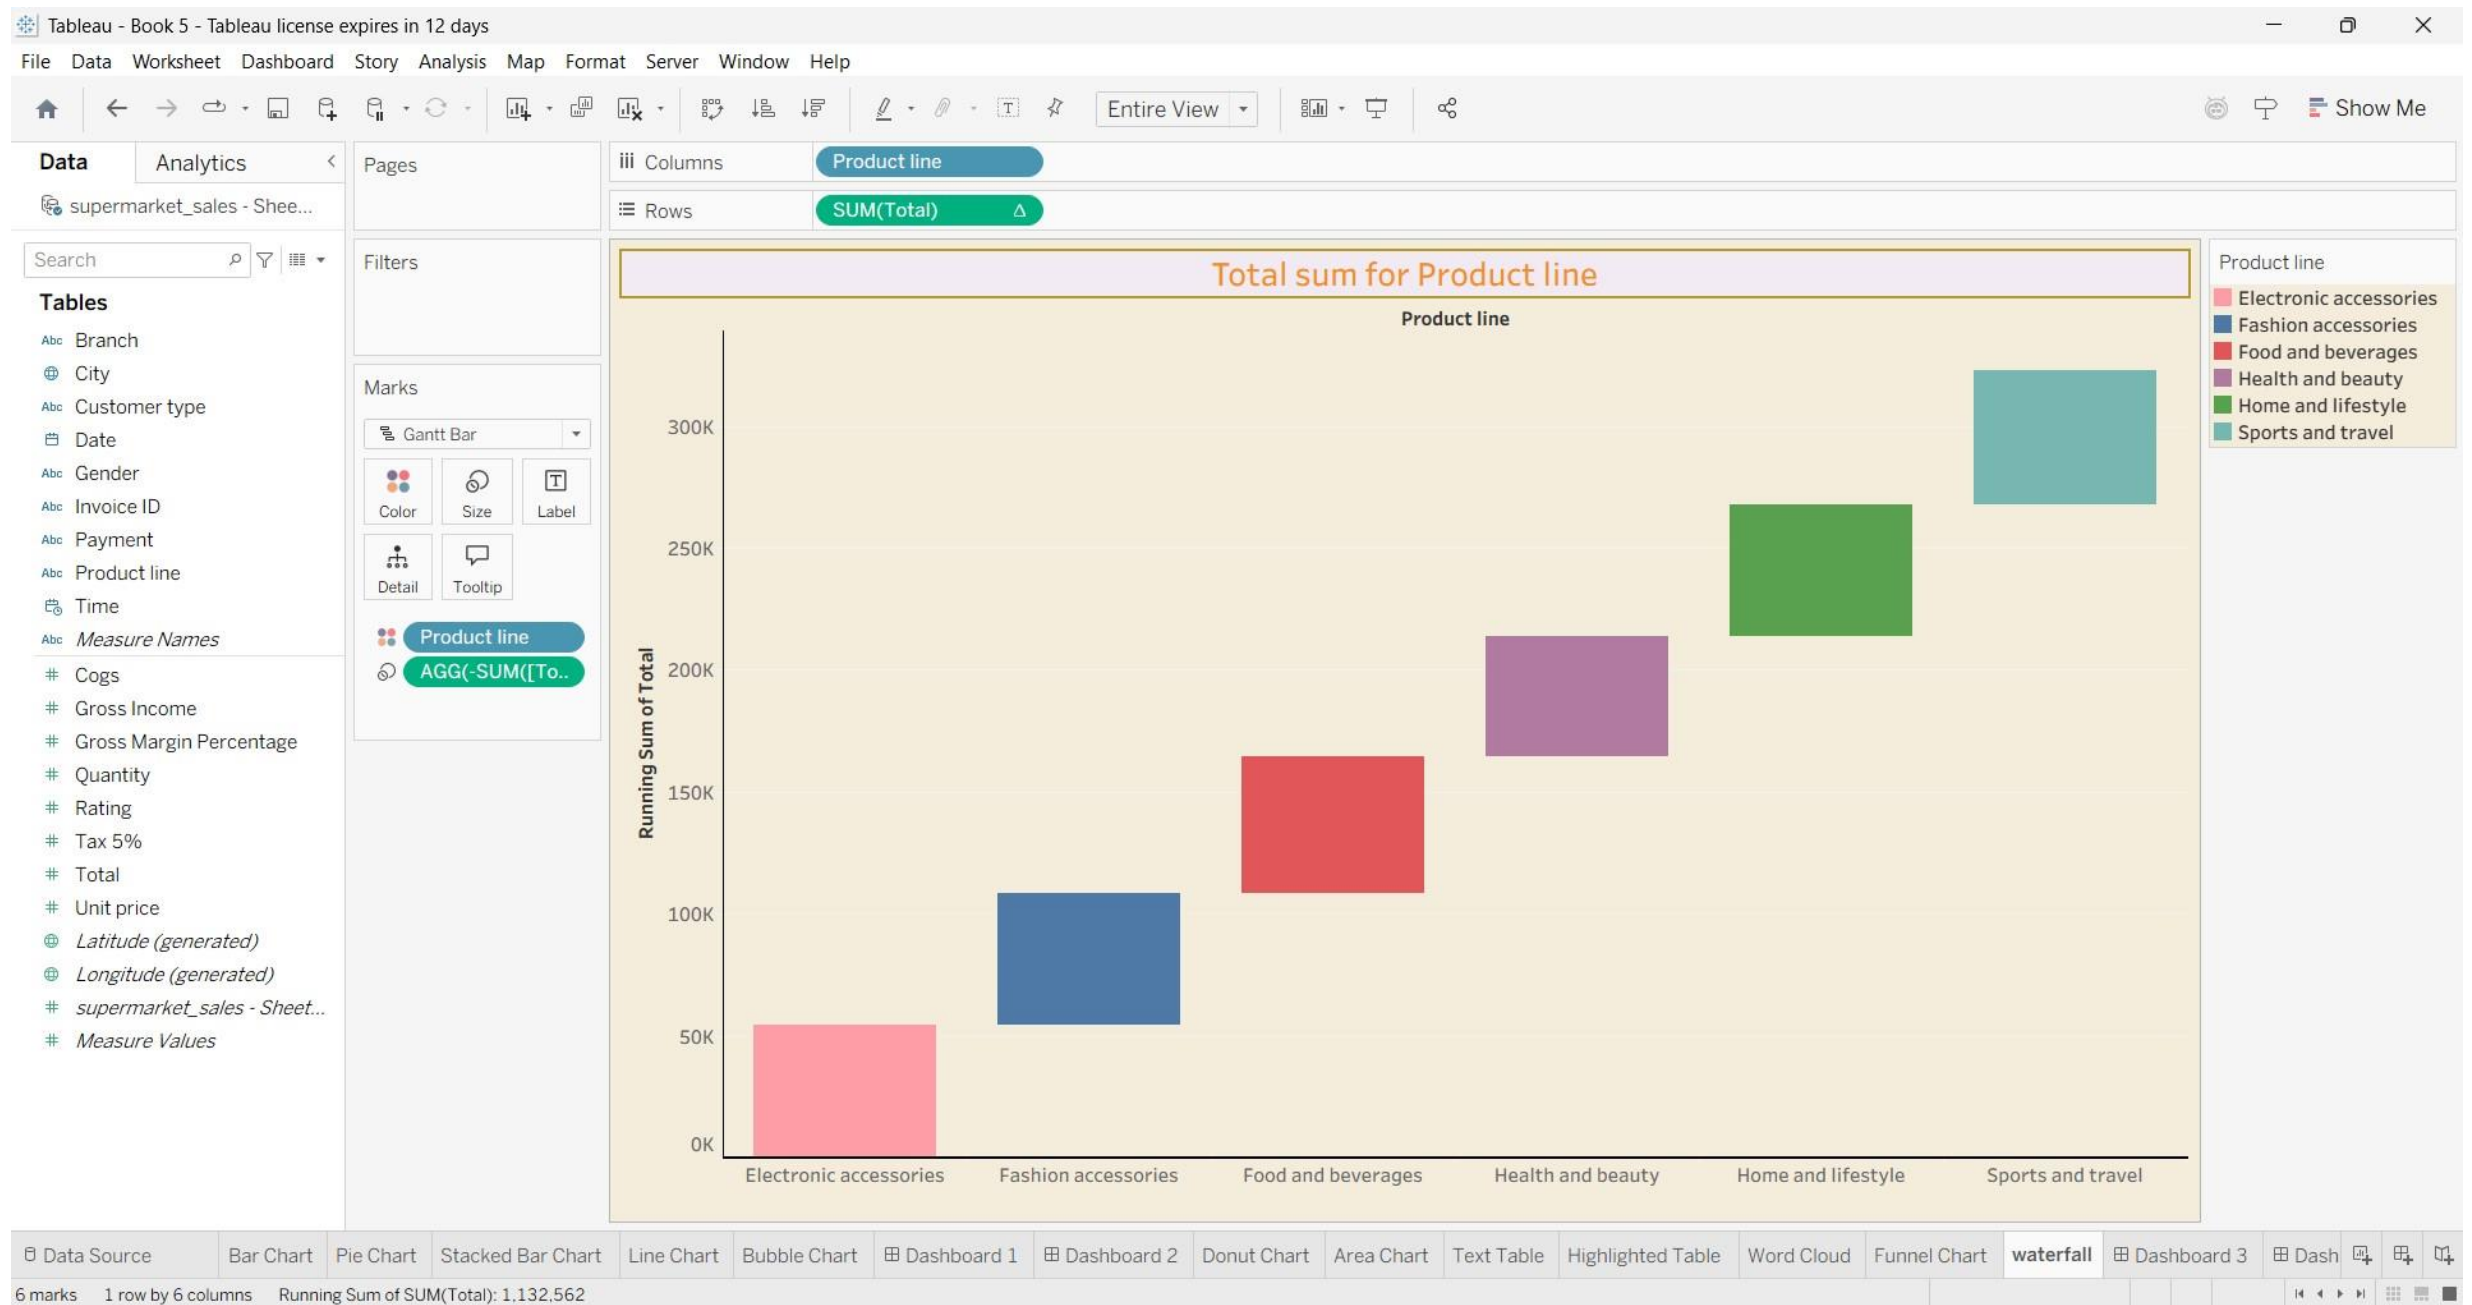 Tableau - Book 5 - Tableau license expires in 12 days
File Data Worksheet Dashboard Story Analysis Map Format Server Window Help
Entire View
Show Me
Data Analytics
supermarket_sales - Shee...
Search
Tables
Abc Branch
City
Abc Customer type
Date
Abc Gender
Abc Invoice ID
Abc Payment
Abc Product line
Time
Abc Measure Names
# Cogs
# Gross Income
# Gross Margin Percentage
# Quantity
# Rating
# Tax 5%
# Total
# Unit price
Latitude (generated)
Longitude (generated)
# supermarket_sales - Sheet...
# Measure Values
Pages
Filters
Marks
Gantt Bar
Color Size Label
Detail Tooltip
Product line
AGG(-SUM([To..
Columns Product line
Rows SUM(Total) Δ
Total sum for Product line
Product line
Running Sum of Total
300K
250K
200K
150K
100K
50K
0K
Electronic accessories Fashion accessories Food and beverages Health and beauty Home and lifestyle Sports and travel
Product line
Electronic accessories
Fashion accessories
Food and beverages
Health and beauty
Home and lifestyle
Sports and travel
Data Source Bar Chart Pie Chart Stacked Bar Chart Line Chart Bubble Chart Dashboard 1 Dashboard 2 Donut Chart Area Chart Text Table Highlighted Table Word Cloud Funnel Chart waterfall Dashboard 3 Dash
6 marks 1 row by 6 columns Running Sum of SUM(Total): 1,132,562